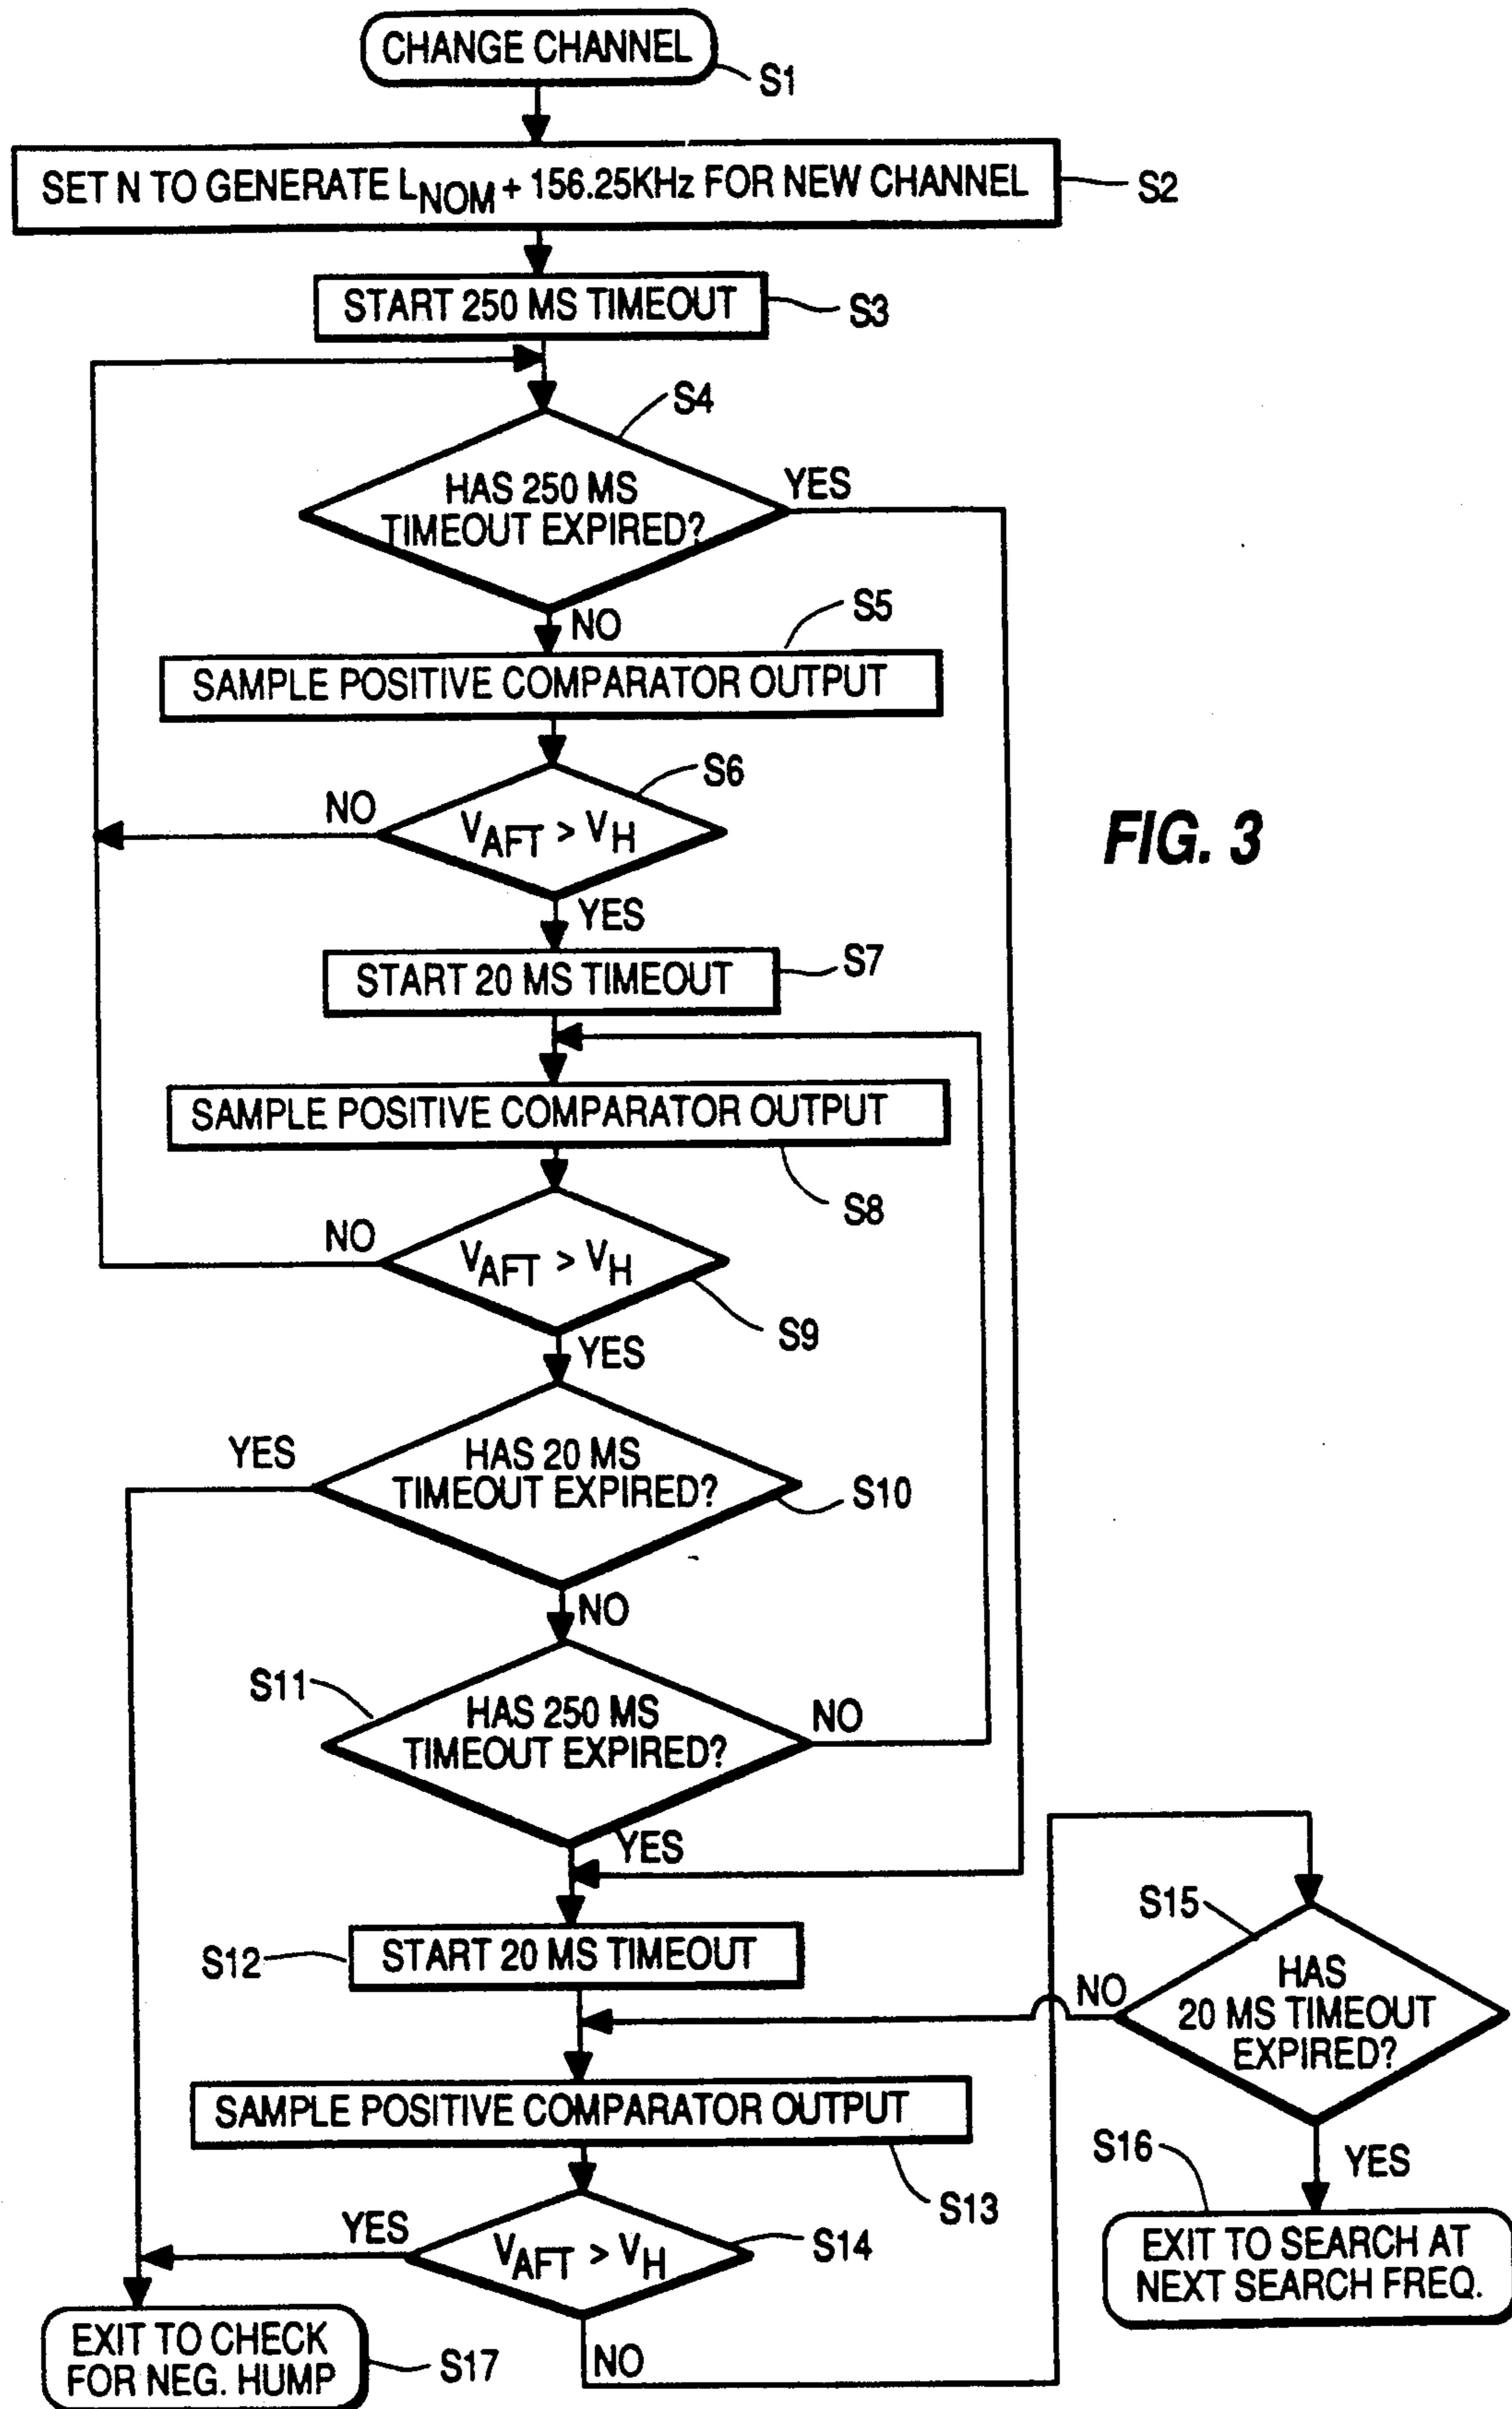 CHANGE CHANNEL
S1
SET N TO GENERATE LNOM + 156.25KHz FOR NEW CHANNEL
S2
START 250 MS TIMEOUT
S3
S4
HAS 250 MS
TIMEOUT EXPIRED?
YES
NO
S5
SAMPLE POSITIVE COMPARATOR OUTPUT
S6
NO
VAFT > VH
FIG. 3
YES
START 20 MS TIMEOUT
S7
SAMPLE POSITIVE COMPARATOR OUTPUT
S8
NO
VAFT > VH
S9
YES
YES
HAS 20 MS
TIMEOUT EXPIRED?
S10
NO
S11
HAS 250 MS
TIMEOUT EXPIRED?
NO
YES
S12
START 20 MS TIMEOUT
S15
HAS
20 MS TIMEOUT
EXPIRED?
NO
SAMPLE POSITIVE COMPARATOR OUTPUT
S13
S16
YES
YES
VAFT > VH
S14
EXIT TO SEARCH AT
NEXT SEARCH FREQ.
EXIT TO CHECK
FOR NEG. HUMP
S17
NO